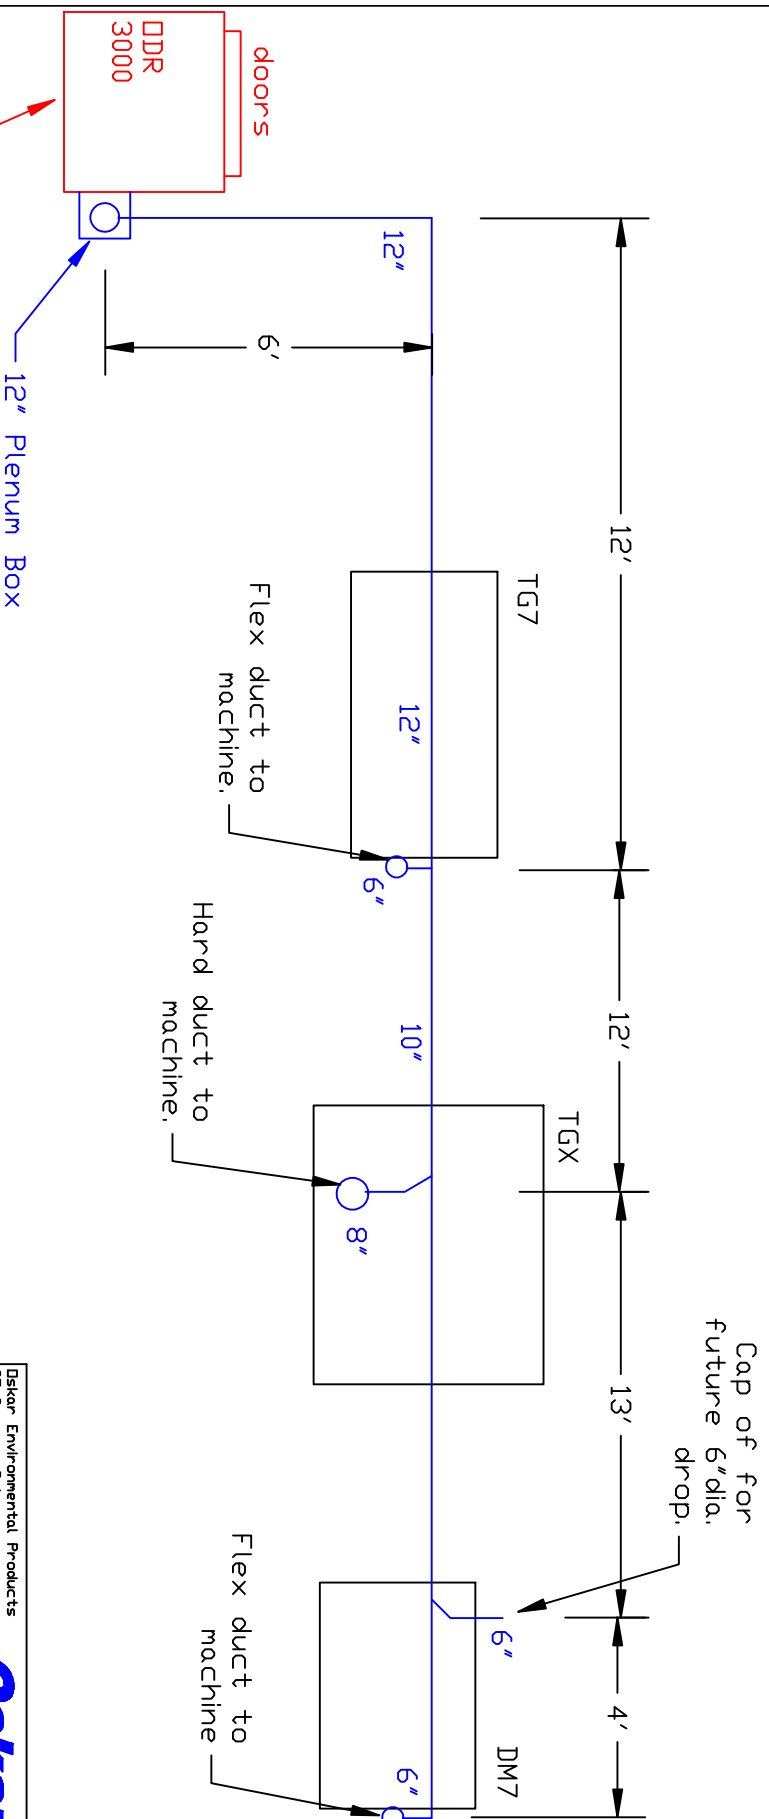 doors
ODR
3000
12"
6'
12" Plenum Box
12'
TG7
12"
Flex duct to
machine.
6"
12'
10"
Hard duct to
machine.
TGX
8"
13'
Cap of for
future 6"dia.
drop.
6"
4'
Flex duct to
machine
DM7
6"
Oskar Environmental Products